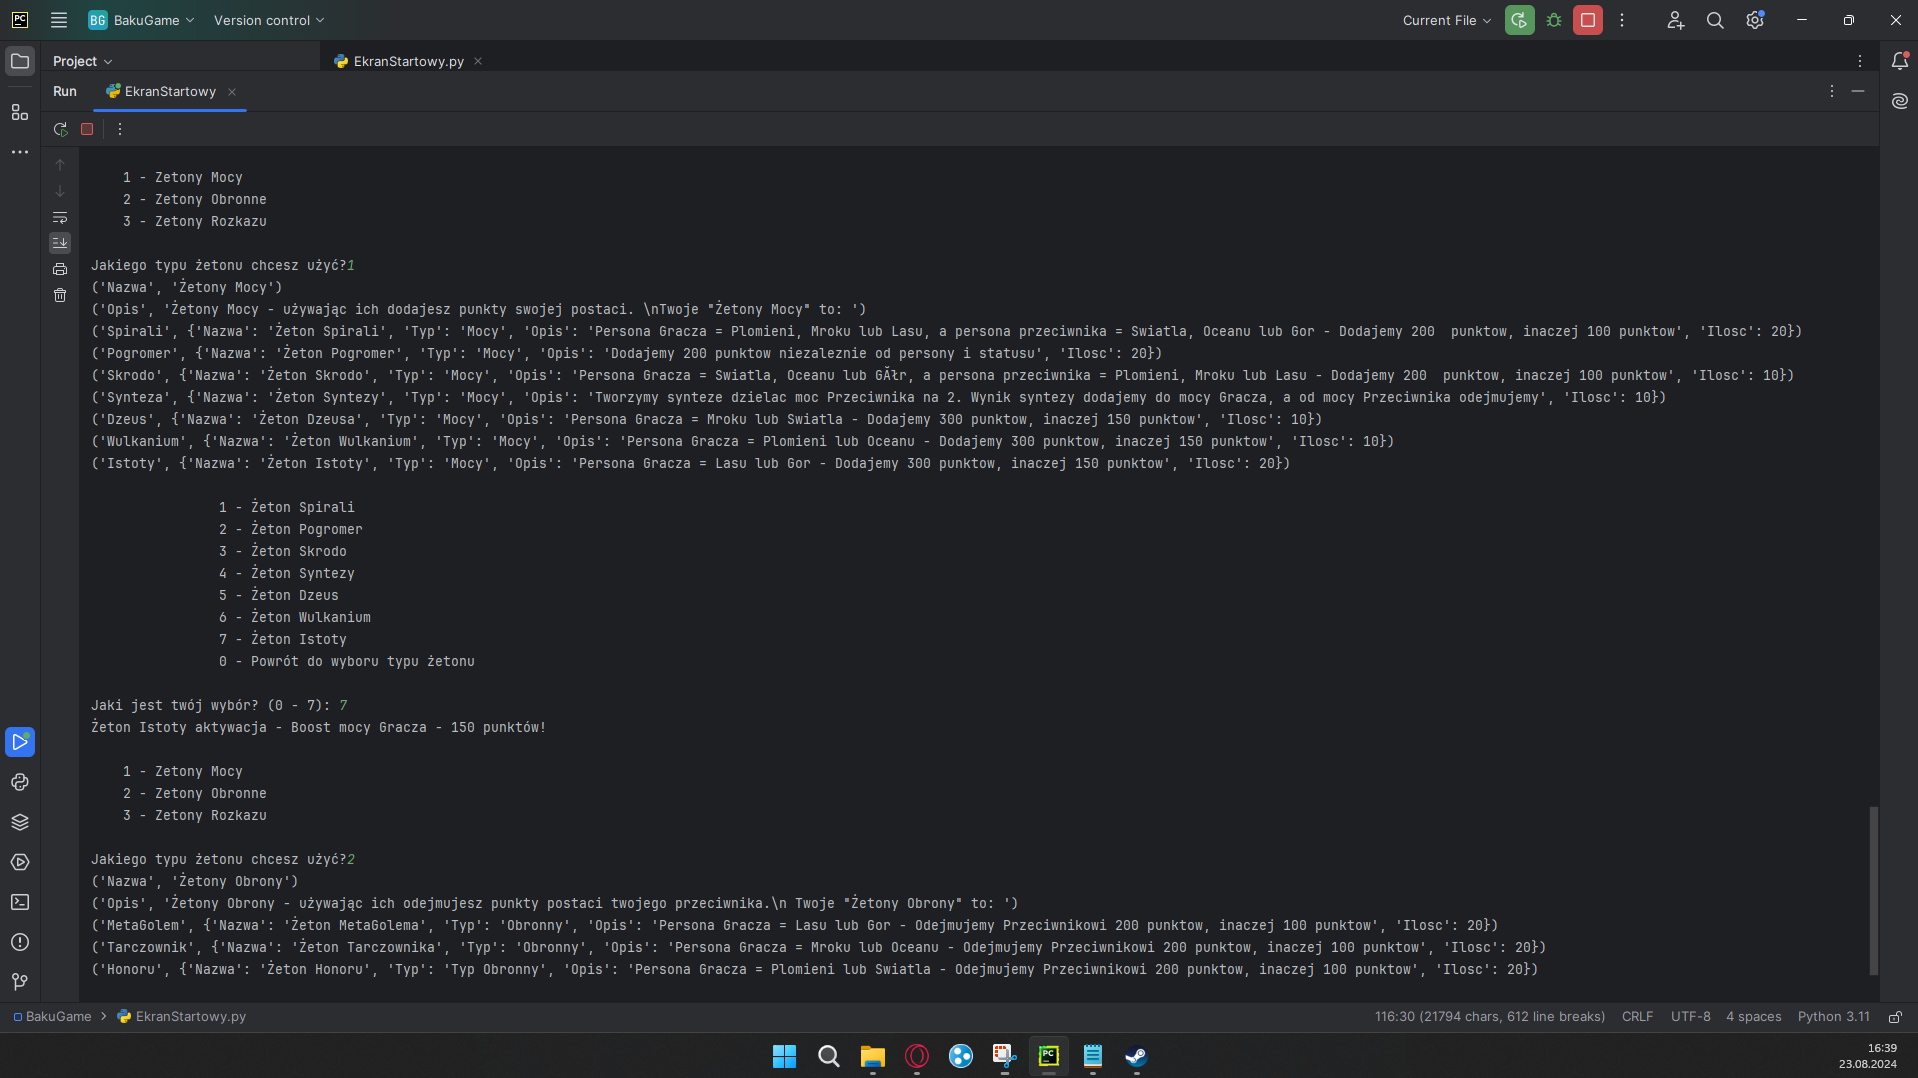 PC BG BakuGame Version control Current File
Project EkranStartowy.py
Run EkranStartowy
1 - Zetony Mocy
2 - Zetony Obronne
3 - Zetony Rozkazu
Jakiego typu żetonu chcesz użyć?1
('Nazwa', 'Żetony Mocy')
('Opis', 'Żetony Mocy - używając ich dodajesz punkty swojej postaci. \nTwoje "Żetony Mocy" to: ')
('Spirali', {'Nazwa': 'Żeton Spirali', 'Typ': 'Mocy', 'Opis': 'Persona Gracza = Plomieni, Mroku lub Lasu, a persona przeciwnika = Swiatla, Oceanu lub Gor - Dodajemy 200  punktow, inaczej 100 punktow', 'Ilosc': 20})
('Pogromer', {'Nazwa': 'Żeton Pogromer', 'Typ': 'Mocy', 'Opis': 'Dodajemy 200 punktow niezaleznie od persony i statusu', 'Ilosc': 20})
('Skrodo', {'Nazwa': 'Żeton Skrodo', 'Typ': 'Mocy', 'Opis': 'Persona Gracza = Swiatla, Oceanu lub GĂłr, a persona przeciwnika = Plomieni, Mroku lub Lasu - Dodajemy 200  punktow, inaczej 100 punktow', 'Ilosc': 10})
('Synteza', {'Nazwa': 'Żeton Syntezy', 'Typ': 'Mocy', 'Opis': 'Tworzymy synteze dzielac moc Przeciwnika na 2. Wynik syntezy dodajemy do mocy Gracza, a od mocy Przeciwnika odejmujemy', 'Ilosc': 10})
('Dzeus', {'Nazwa': 'Żeton Dzeusa', 'Typ': 'Mocy', 'Opis': 'Persona Gracza = Mroku lub Swiatla - Dodajemy 300 punktow, inaczej 150 punktow', 'Ilosc': 10})
('Wulkanium', {'Nazwa': 'Żeton Wulkanium', 'Typ': 'Mocy', 'Opis': 'Persona Gracza = Plomieni lub Oceanu - Dodajemy 300 punktow, inaczej 150 punktow', 'Ilosc': 10})
('Istoty', {'Nazwa': 'Żeton Istoty', 'Typ': 'Mocy', 'Opis': 'Persona Gracza = Lasu lub Gor - Dodajemy 300 punktow, inaczej 150 punktow', 'Ilosc': 20})
1 - Żeton Spirali
2 - Żeton Pogromer
3 - Żeton Skrodo
4 - Żeton Syntezy
5 - Żeton Dzeus
6 - Żeton Wulkanium
7 - Żeton Istoty
0 - Powrót do wyboru typu żetonu
Jaki jest twój wybór? (0 - 7): 7
Żeton Istoty aktywacja - Boost mocy Gracza - 150 punktów!
1 - Zetony Mocy
2 - Zetony Obronne
3 - Zetony Rozkazu
Jakiego typu żetonu chcesz użyć?2
('Nazwa', 'Żetony Obrony')
('Opis', 'Żetony Obrony - używając ich odejmujesz punkty postaci twojego przeciwnika.\n Twoje "Żetony Obrony" to: ')
('MetaGolem', {'Nazwa': 'Żeton MetaGolema', 'Typ': 'Obronny', 'Opis': 'Persona Gracza = Lasu lub Gor - Odejmujemy Przeciwnikowi 200 punktow, inaczej 100 punktow', 'Ilosc': 20})
('Tarczownik', {'Nazwa': 'Żeton Tarczownika', 'Typ': 'Obronny', 'Opis': 'Persona Gracza = Mroku lub Oceanu - Odejmujemy Przeciwnikowi 200 punktow, inaczej 100 punktow', 'Ilosc': 20})
('Honoru', {'Nazwa': 'Żeton Honoru', 'Typ': 'Typ Obronny', 'Opis': 'Persona Gracza = Plomieni lub Swiatla - Odejmujemy Przeciwnikowi 200 punktow, inaczej 100 punktow', 'Ilosc': 20})
BakuGame EkranStartowy.py 116:30 (21794 chars, 612 line breaks) CRLF UTF-8 4 spaces Python 3.11
PC
16:39
23.08.2024